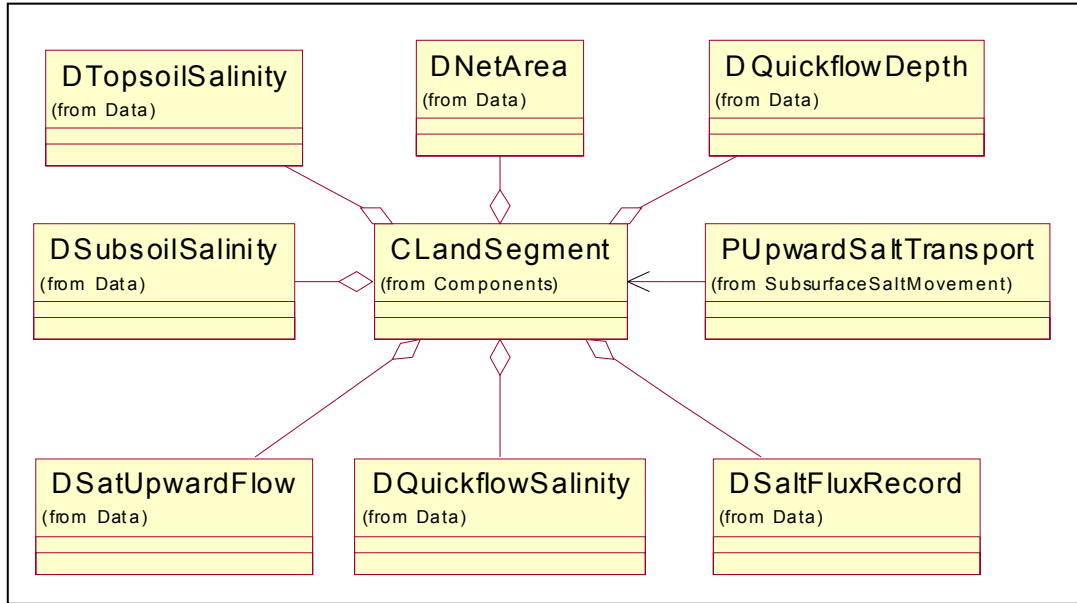 DTopsoilSalinity
(from Data)
DNetArea
(from Data)
DQuickflowDepth
(from Data)
DSubsoilSalinity
(from Data)
CLandSegment
(from Components)
PUpwardSaltTransport
(from SubsurfaceSaltMovement)
DSatUpwardFlow
(from Data)
DQuickflowSalinity
(from Data)
DSaltFluxRecord
(from Data)